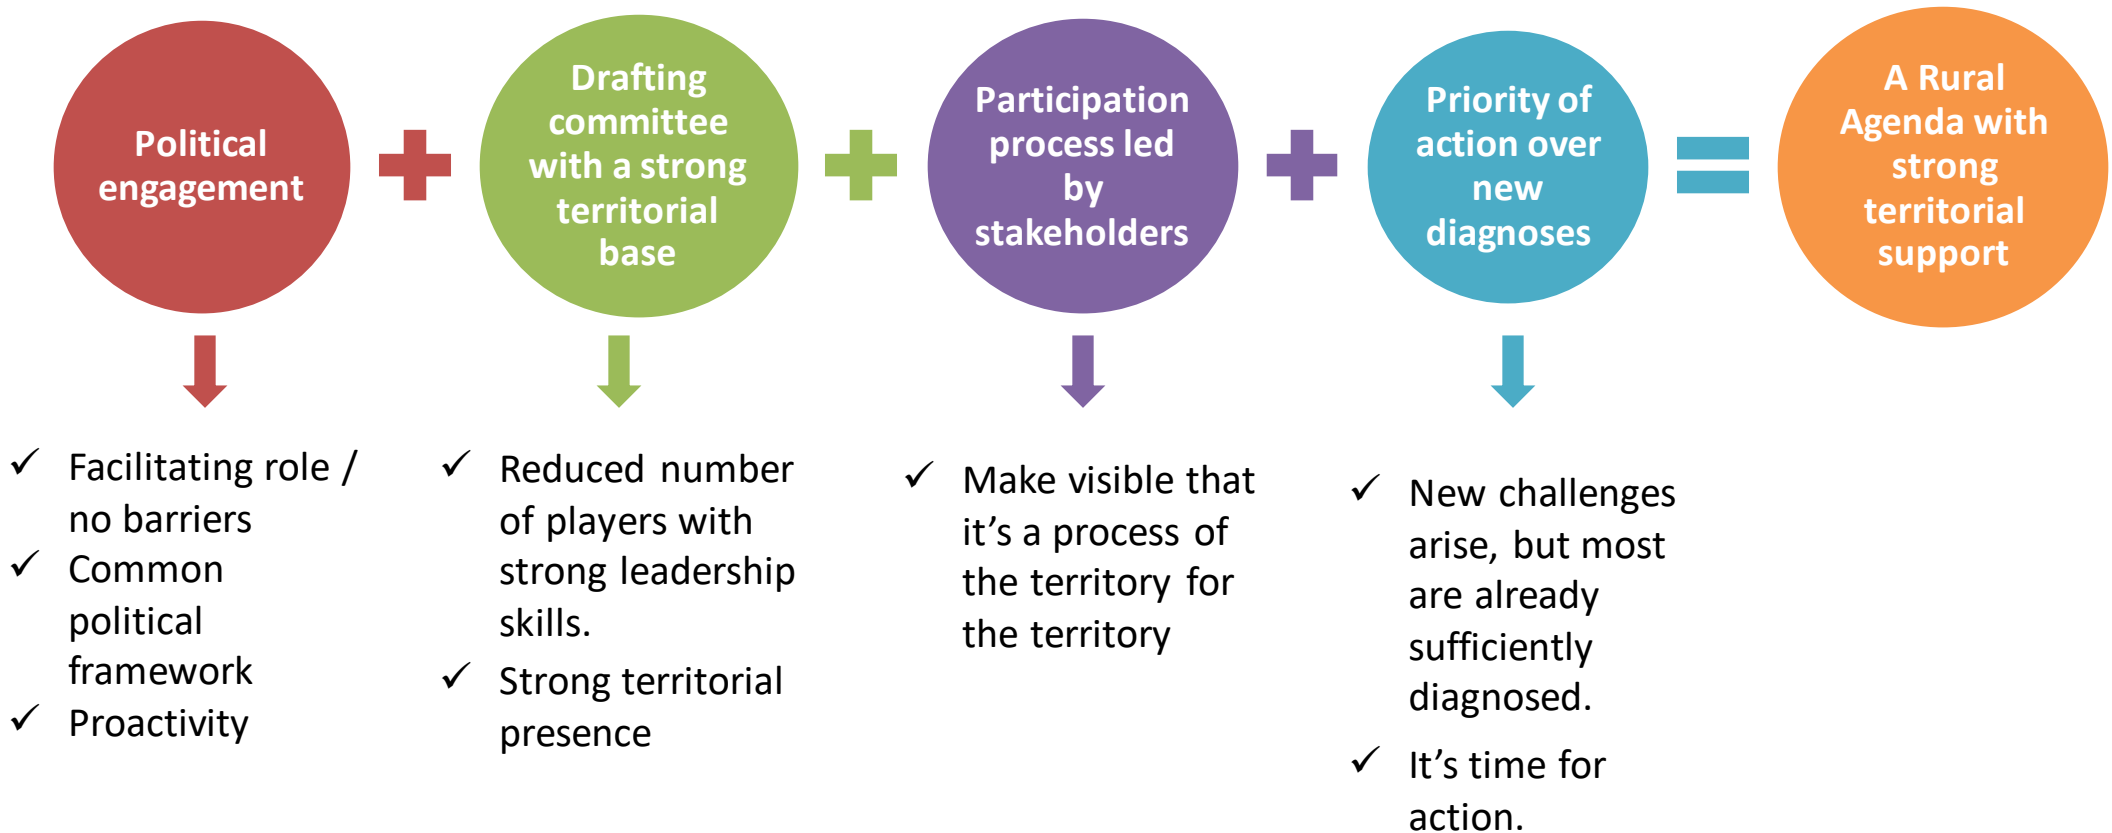 Political
engagement
Drafting
committee
with a strong
territorial
base
Participation
process led
by
stakeholders
Priority of
action over
new
diagnoses
A Rural
Agenda with
strong
territorial
support
✓ Facilitating role /
no barriers
✓ Common
political
framework
✓ Proactivity
✓ Reduced number
of players with
strong leadership
skills.
✓ Strong territorial
presence
✓ Make visible that
it’s a process of
the territory for
the territory
✓ New challenges
arise, but most
are already
sufficiently
diagnosed.
✓ It’s time for
action.